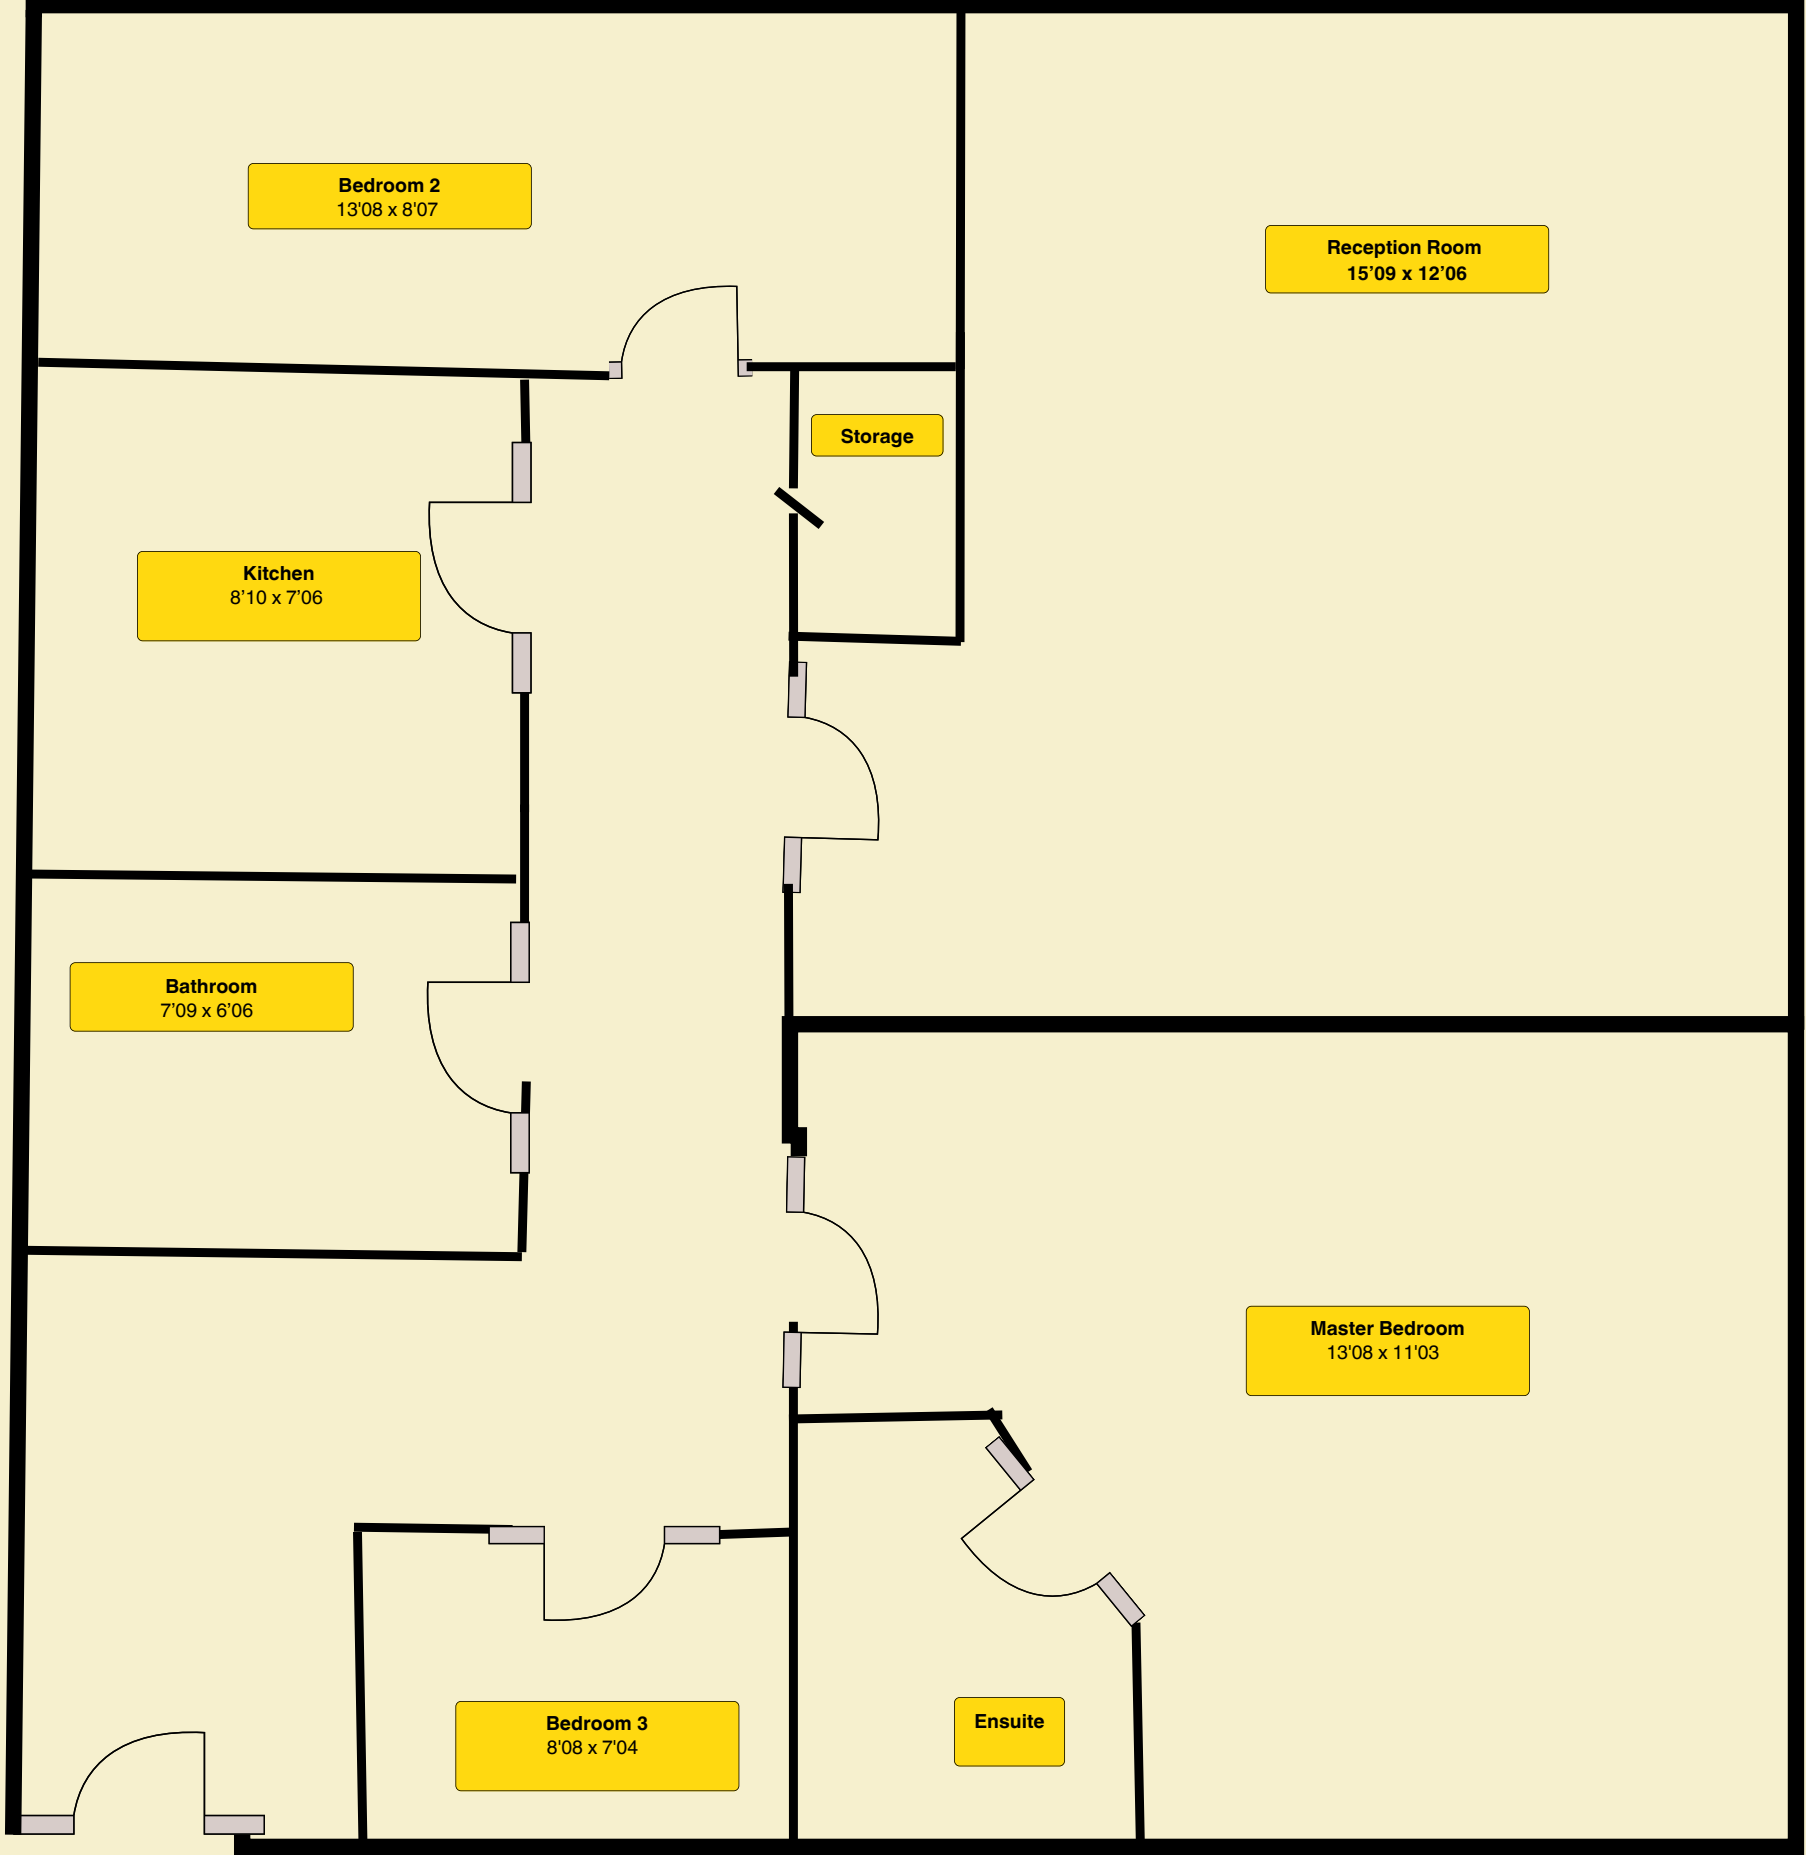 Bedroom 2
13'08 x 8'07
Reception Room
15’09 x 12’06
Storage
Kitchen
8’10 x 7’06
Bathroom
7’09 x 6’06
Master Bedroom
13'08 x 11'03
Bedroom 3
8'08 x 7'04
Ensuite